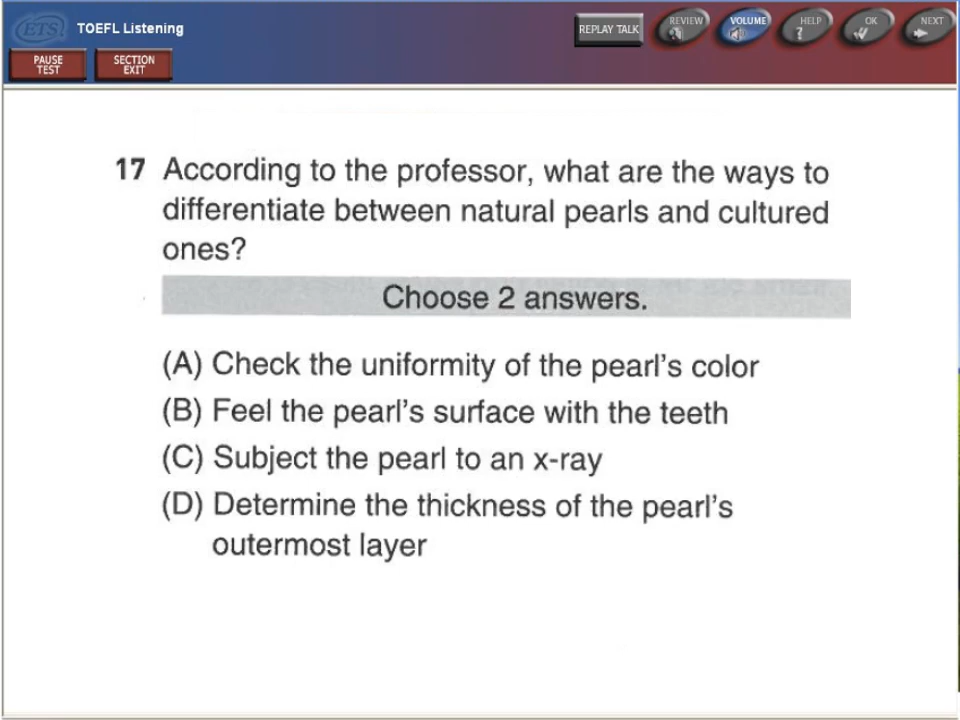 ETS TOEFL Listening
REPLAY TALK
REVIEW
VOLUME
HELP
?
OK
NEXT
PAUSE
TEST
SECTION
EXIT
17 According to the professor, what are the ways to
differentiate between natural pearls and cultured
ones?
Choose 2 answers.
(A) Check the uniformity of the pearl's color
(B) Feel the pearl's surface with the teeth
(C) Subject the pearl to an x-ray
(D) Determine the thickness of the pearl's
outermost layer